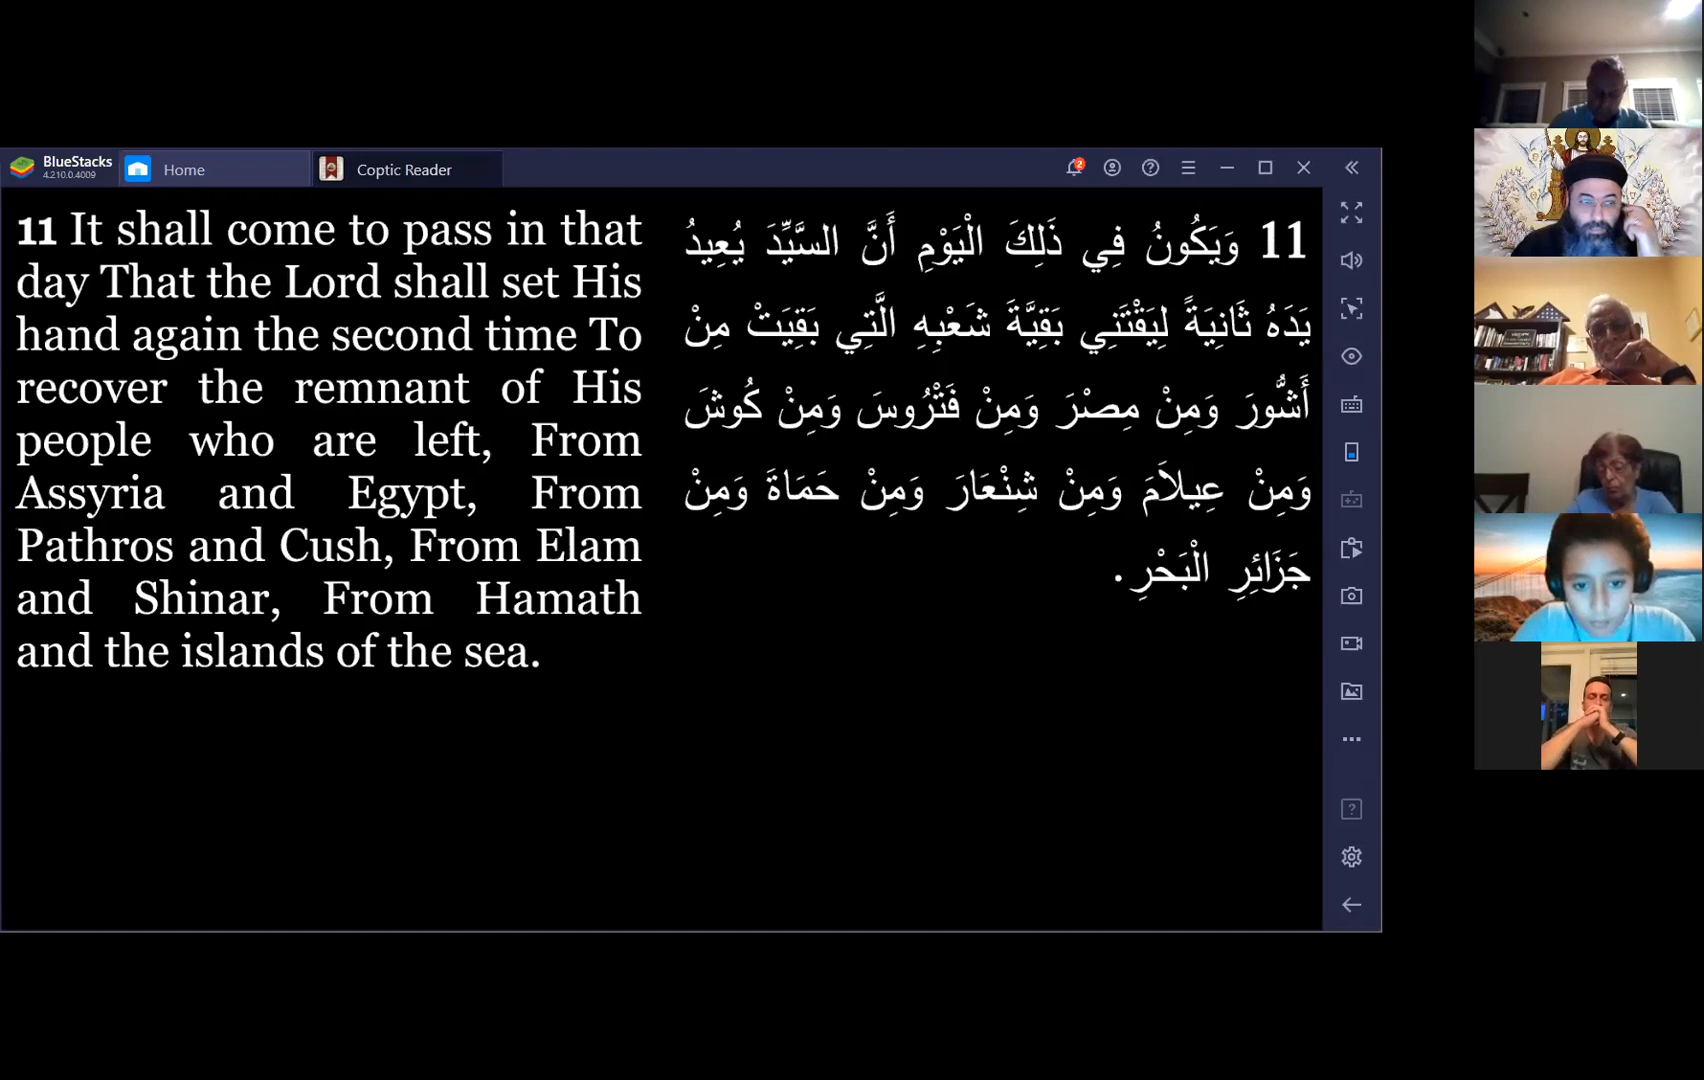 BlueStacks
4.210.0.4009
Home
Coptic Reader
2
11 It shall come to pass in that
day That the Lord shall set His
hand again the second time To
recover the remnant of His
people who are left, From
Assyria and Egypt, From
Pathros and Cush, From Elam
and Shinar, From Hamath
and the islands of the sea.
11 وَيَكُونُ فِي ذَلِكَ الْيَوْمِ أَنَّ السَّيِّدَ يُعِيدُ
يَدَهُ ثَانِيَةً لِيَقْتَنِي بَقِيَّةَ شَعْبِهِ الَّتِي بَقِيَتْ مِنْ
أَشُّورَ وَمِنْ مِصْرَ وَمِنْ فَتْرُوسَ وَمِنْ كُوشَ
وَمِنْ عِيلاَمَ وَمِنْ شِنْعَارَ وَمِنْ حَمَاةَ وَمِنْ
جَزَائِرِ الْبَحْرِ.